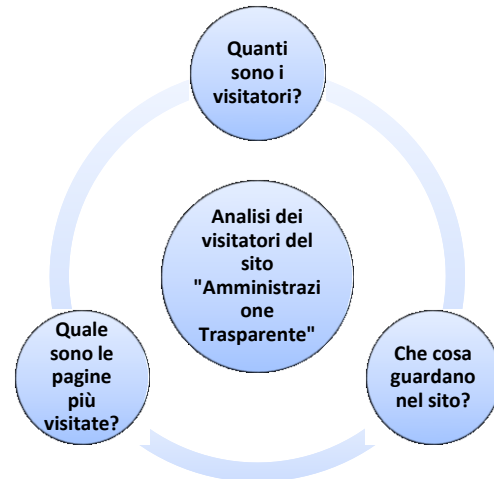 Quanti
sono i
visitatori?
Analisi dei
visitatori del
sito
"Amministrazi
one
Trasparente"
Quale
sono le
pagine
più
visitate?
Che cosa
guardano
nel sito?